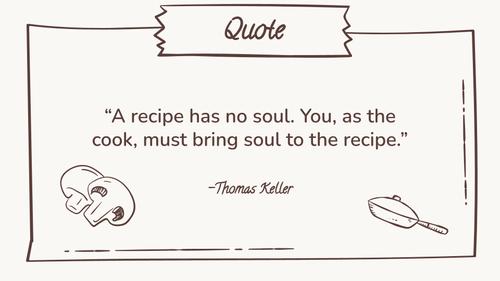 Quote
“A recipe has no soul. You, as the
cook, must bring soul to the recipe.”
-Thomas Keller